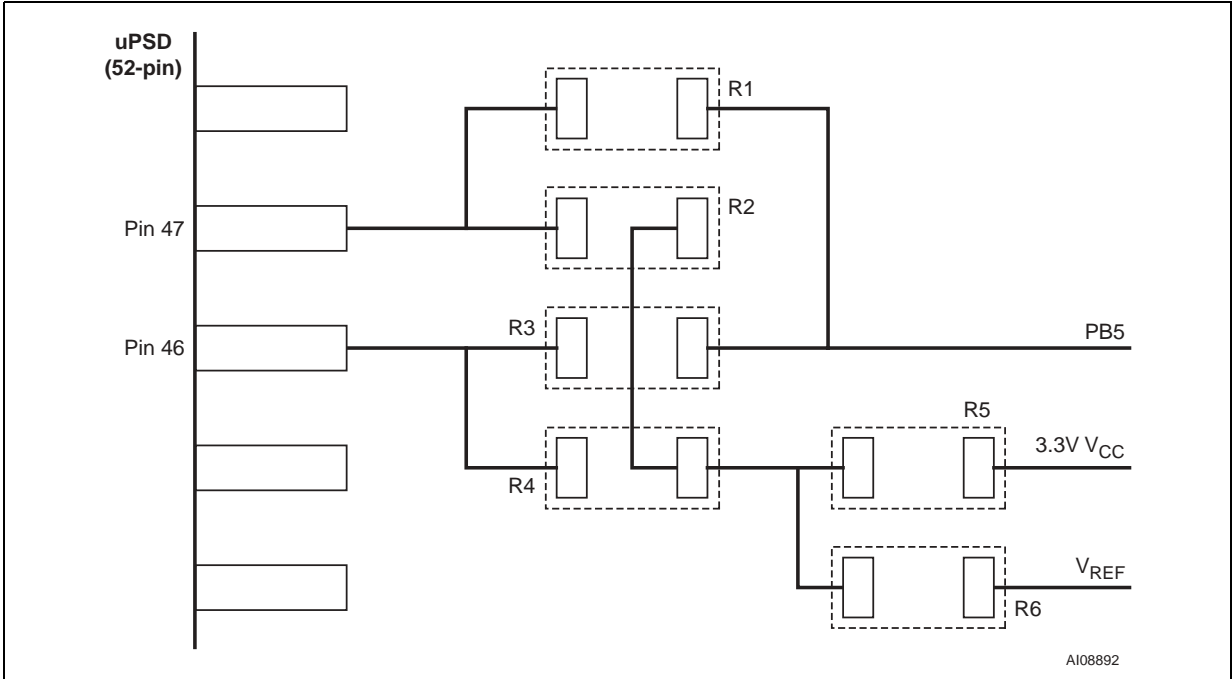 uPSD
(52-pin)
R1
Pin 47
R2
Pin 46
R3
PB5
R4
R5
3.3V VCC
VREF
R6
AI08892